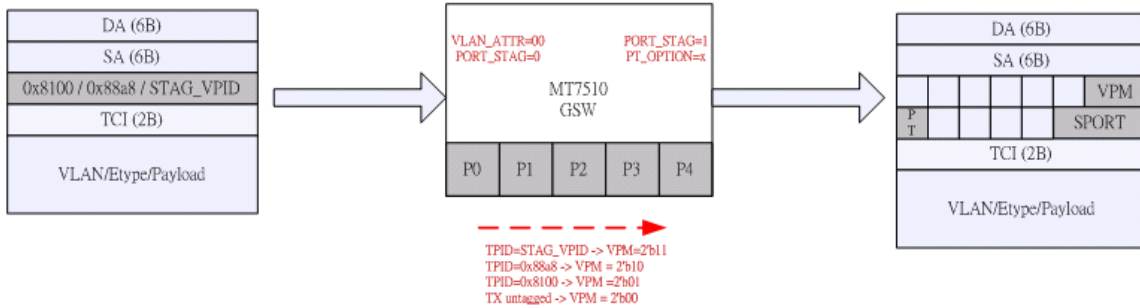 DA (6B)
SA (6B)
0x8100 / 0x88a8 / STAG_VPID
TCI (2B)
VLAN/Etype/Payload
VLAN_ATTR=00
PORT_STAG=0
PORT_STAG=1
PT_OPTION=x
MT7510
GSW
P0 P1 P2 P3 P4
TPID=STAG_VPID -> VPM=2'b11
TPID=0x88a8 -> VPM = 2'b10
TPID=0x8100 -> VPM =2'b01
TX untagged -> VPM = 2'b00
DA (6B)
SA (6B)
VPM
P
T
SPORT
TCI (2B)
VLAN/Etype/Payload